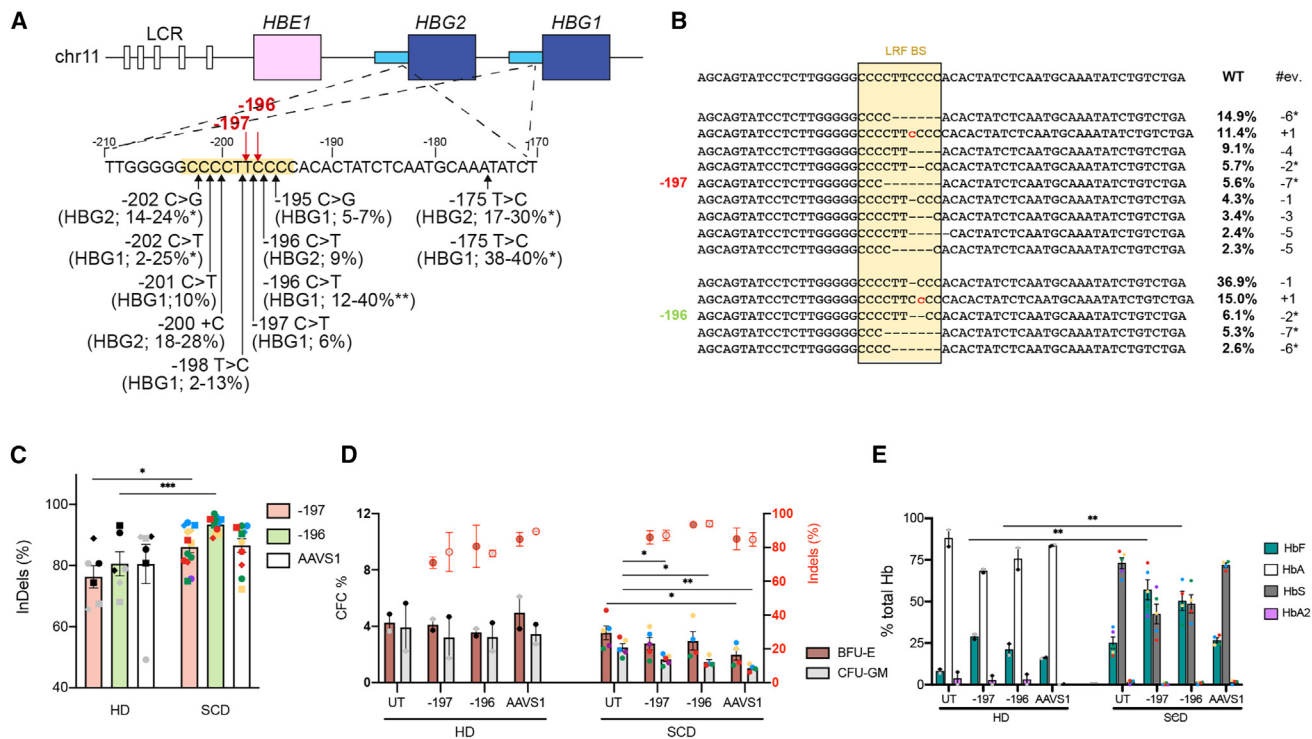 A
HBE1
HBG2
HBG1
LCR
chr11
-196
-197
-210
-200
-190
-180
-170
TTGGGGGCCCCTTCCCCACACTATCTCAATGCAAATATCT
-202 C>G
(HBG2; 14-24%*)
-195 C>G
(HBG1; 5-7%)
-175 T>C
(HBG2; 17-30%*)
-202 C>T
(HBG1; 2-25%*)
-196 C>T
(HBG2; 9%)
-175 T>C
(HBG1; 38-40%*)
-201 C>T
(HBG1;10%)
-196 C>T
(HBG1; 12-40%**)
-200 +C
(HBG2; 18-28%)
-197 C>T
(HBG1; 6%)
-198 T>C
(HBG1; 2-13%)
B
LRF BS
AGCAGTATCCTCTTGGGGGCCCCTTCCCCACACTATCTCAATGCAAATATCTGTCTGA WT #ev.
AGCAGTATCCTCTTGGGGGCCCC------ACACTATCTCAATGCAAATATCTGTCTGA 14.9% -6*
AGCAGTATCCTCTTGGGGGCCCCTTcCCCCACACTATCTCAATGCAAATATCTGTCTGA 11.4% +1
AGCAGTATCCTCTTGGGGGCCCCTT----ACACTATCTCAATGCAAATATCTGTCTGA 9.1% -4
AGCAGTATCCTCTTGGGGGCCCCTT--CCACACTATCTCAATGCAAATATCTGTCTGA 5.7% -2*
-197
AGCAGTATCCTCTTGGGGGCCC-------ACACTATCTCAATGCAAATATCTGTCTGA 5.6% -7*
AGCAGTATCCTCTTGGGGGCCCCTT-CCCACACTATCTCAATGCAAATATCTGTCTGA 4.3% -1
AGCAGTATCCTCTTGGGGGCCCCTT---CACACTATCTCAATGCAAATATCTGTCTGA 3.4% -3
AGCAGTATCCTCTTGGGGGCCCCTT-----CACTATCTCAATGCAAATATCTGTCTGA 2.4% -5
AGCAGTATCCTCTTGGGGGCCCC-----CACACTATCTCAATGCAAATATCTGTCTGA 2.3% -5
AGCAGTATCCTCTTGGGGGCCCCTT-CCCACACTATCTCAATGCAAATATCTGTCTGA 36.9% -1
AGCAGTATCCTCTTGGGGGCCCCTTCcCCCACACTATCTCAATGCAAATATCTGTCTGA 15.0% +1
-196
AGCAGTATCCTCTTGGGGGCCCCTT--CCACACTATCTCAATGCAAATATCTGTCTGA 6.1% -2*
AGCAGTATCCTCTTGGGGGCCC-------ACACTATCTCAATGCAAATATCTGTCTGA 5.3% -7*
AGCAGTATCCTCTTGGGGGCCCC------ACACTATCTCAATGCAAATATCTGTCTGA 2.6% -6*
C
*
***
InDels (%)
100
80
60
40
HD
SCD
-197
-196
AAVS1
D
CFC %
12
8
4
0
*
*
**
*
Indels (%)
100
80
60
40
20
0
UT -197 -196 AAVS1 UT -197 -196 AAVS1
HD
SCD
BFU-E
CFU-GM
E
% total Hb
100
75
50
25
0
**
**
UT -197 -196 AAVS1 UT -197 -196 AAVS1
HD
SCD
HbF
HbA
HbS
HbA2